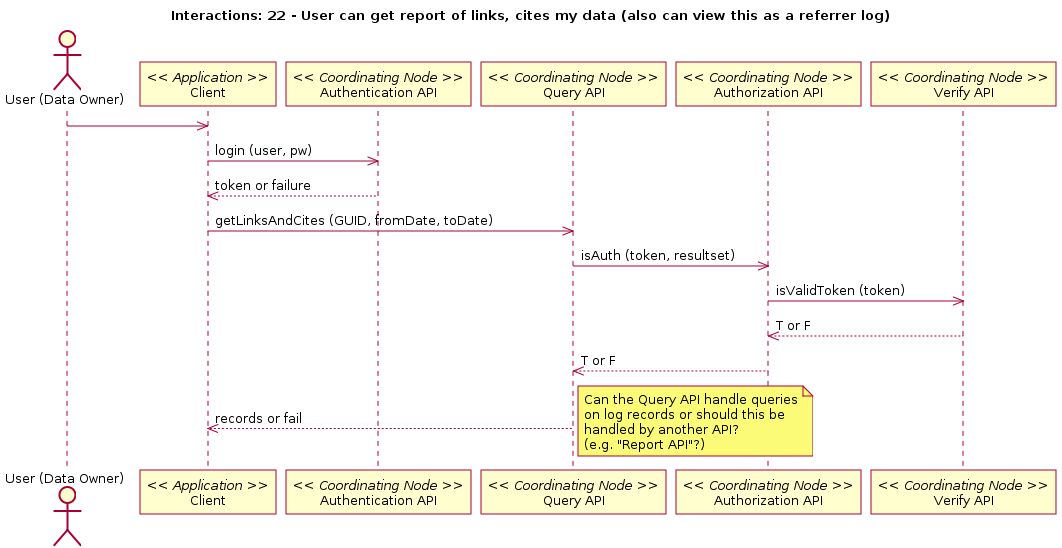 Interactions: 22 - User can get report of links, cites my data (also can view this as a referrer log)
User (Data Owner)
<< Application >>
Client
<< Coordinating Node >>
Authentication API
<< Coordinating Node >>
Query API
<< Coordinating Node >>
Authorization API
<< Coordinating Node >>
Verify API
login (user, pw)
token or failure
getLinksAndCites (GUID, fromDate, toDate)
isAuth (token, resultset)
isValidToken (token)
T or F
T or F
Can the Query API handle queries
on log records or should this be
handled by another API?
(e.g. "Report API"?)
records or fail
User (Data Owner)
<< Application >>
Client
<< Coordinating Node >>
Authentication API
<< Coordinating Node >>
Query API
<< Coordinating Node >>
Authorization API
<< Coordinating Node >>
Verify API